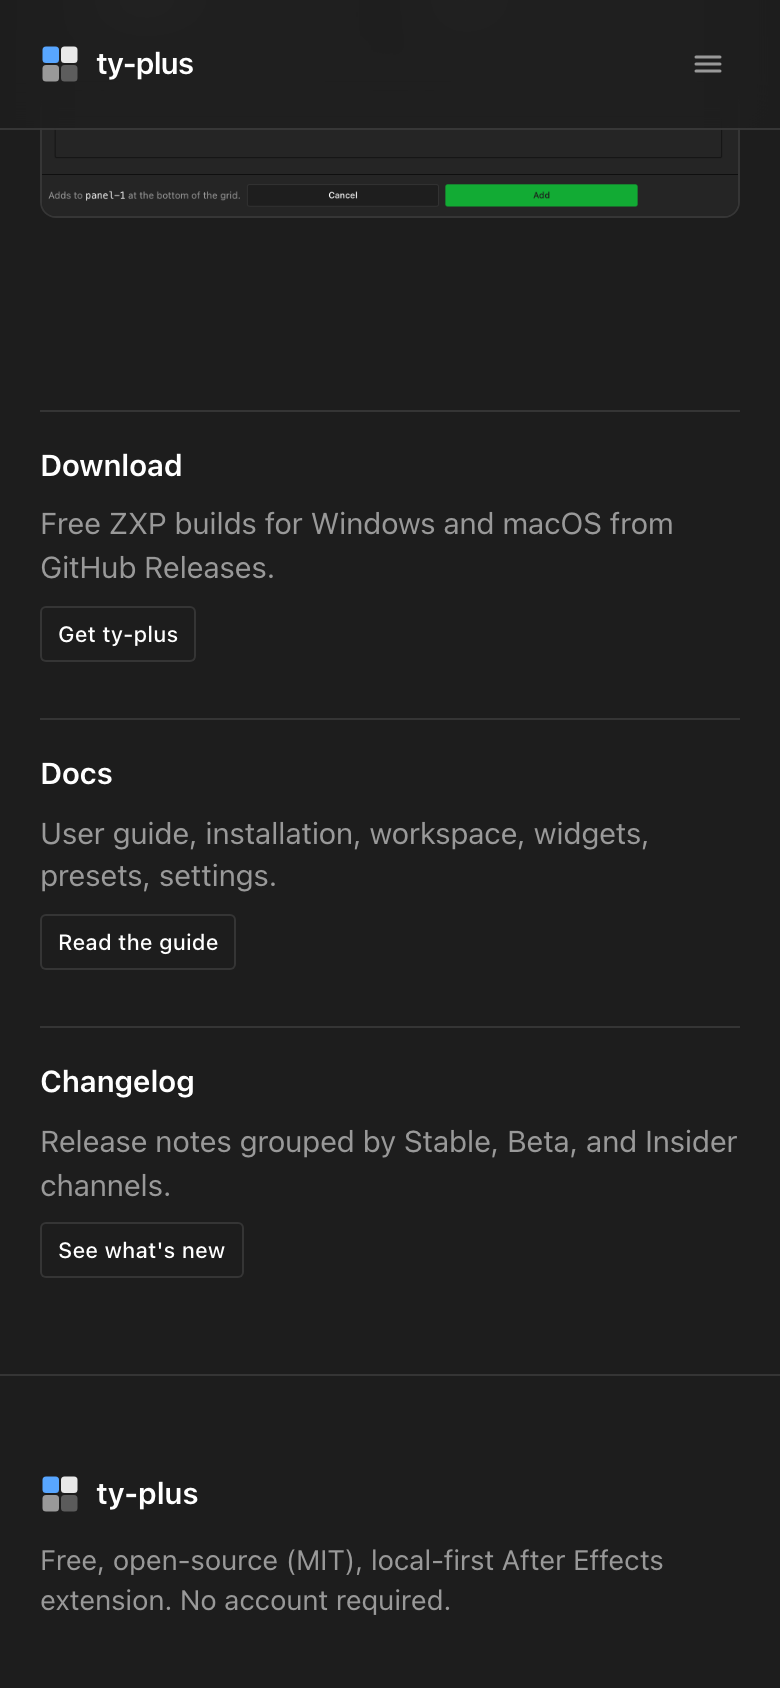 ty-plus
Adds to panel-1 at the bottom of the grid. Cancel Add
Download
Free ZXP builds for Windows and macOS from
GitHub Releases.
Get ty-plus
Docs
User guide, installation, workspace, widgets,
presets, settings.
Read the guide
Changelog
Release notes grouped by Stable, Beta, and Insider
channels.
See what's new
ty-plus
Free, open-source (MIT), local-first After Effects
extension. No account required.